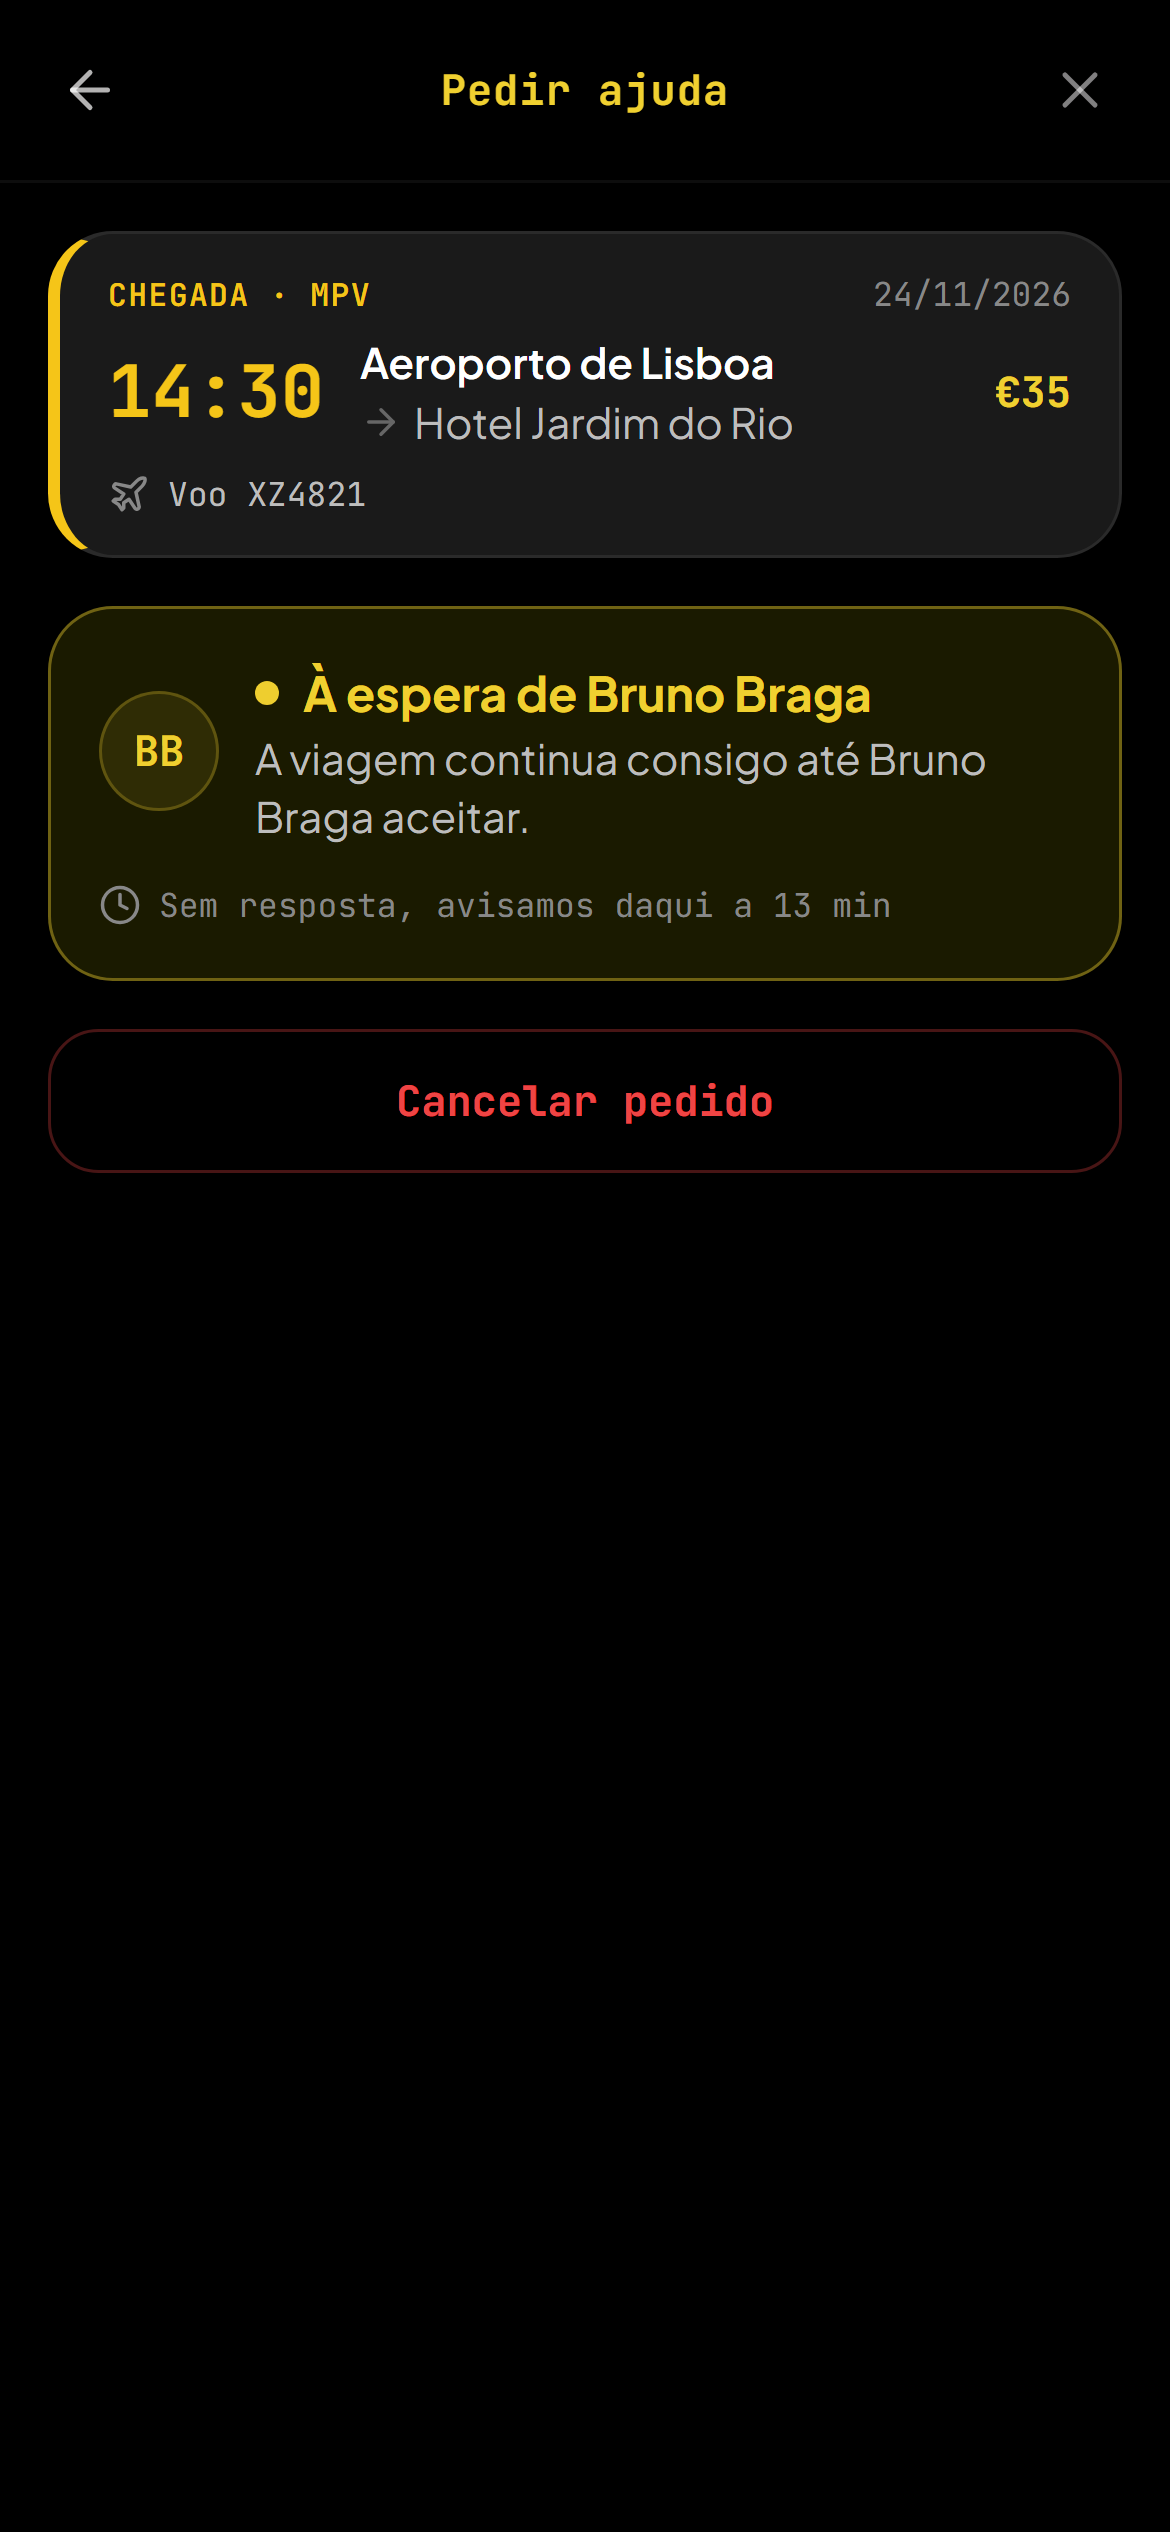 Pedir ajuda
CHEGADA · MPV
24/11/2026
14:30
Aeroporto de Lisboa
→ Hotel Jardim do Rio
€35
Voo XZ4821
À espera de Bruno Braga
BB
A viagem continua consigo até Bruno
Braga aceitar.
Sem resposta, avisamos daqui a 13 min
Cancelar pedido